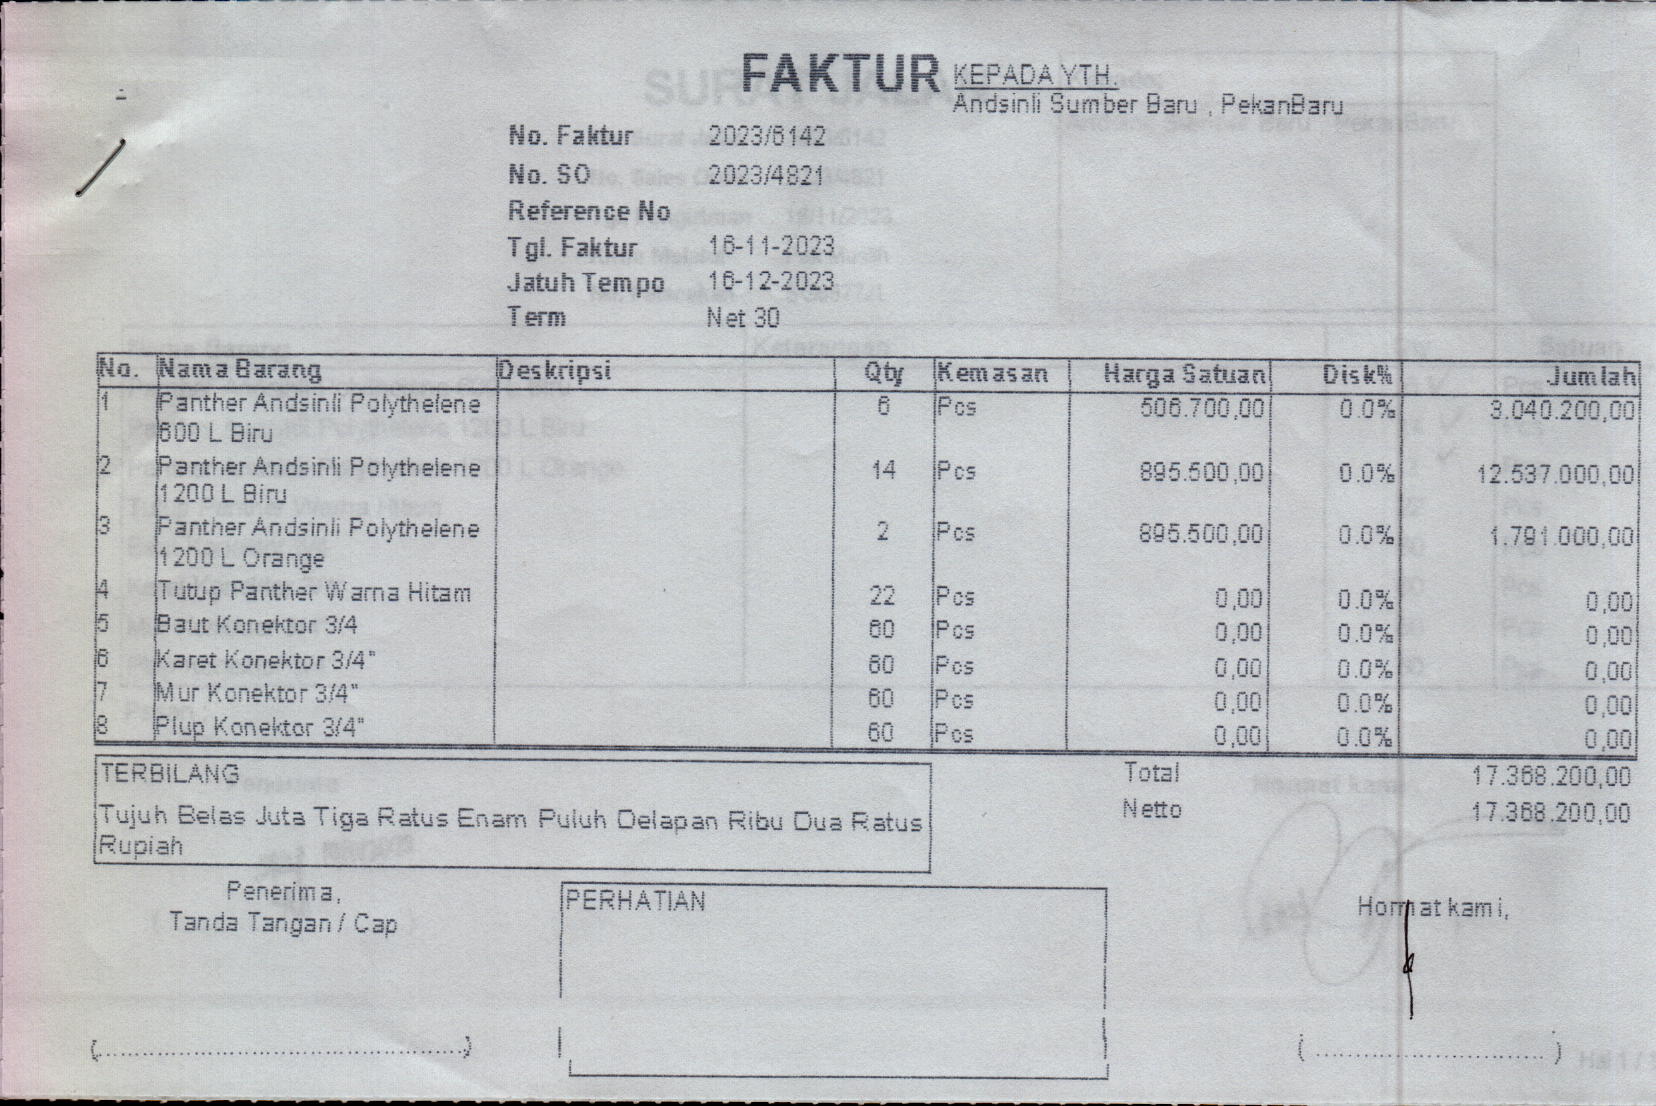 FAKTUR
KEPADA YTH.
Andsinli Sumber Baru , PekanBaru
No. Faktur 2023/6142
No. SO 2023/4821
Reference No
Tgl. Faktur 16-11-2023
Jatuh Tempo 16-12-2023
Term Net 30
No. Nama Barang Deskripsi Qty Kemasan Harga Satuan Disk% Jumlah
1 Panther Andsinli Polythelene 6 Pcs 506.700,00 0.0% 3.040.200,00
600 L Biru
2 Panther Andsinli Polythelene 14 Pcs 895.500,00 0.0% 12.537.000,00
1200 L Biru
3 Panther Andsinli Polythelene 2 Pcs 895.500,00 0.0% 1.791.000,00
1200 L Orange
4 Tutup Panther Warna Hitam 22 Pcs 0,00 0.0% 0,00
5 Baut Konektor 3/4 60 Pcs 0,00 0.0% 0,00
6 Karet Konektor 3/4" 60 Pcs 0,00 0.0% 0,00
7 Mur Konektor 3/4" 60 Pcs 0,00 0.0% 0,00
8 Plup Konektor 3/4" 60 Pcs 0,00 0.0% 0,00
TERBILANG
Tujuh Belas Juta Tiga Ratus Enam Puluh Delapan Ribu Dua Ratus
Rupiah
Total 17.368.200,00
Netto 17.368.200,00
Penerima,
Tanda Tangan / Cap
PERHATIAN
Hormat kami,
(..............................................)
( ............................ )